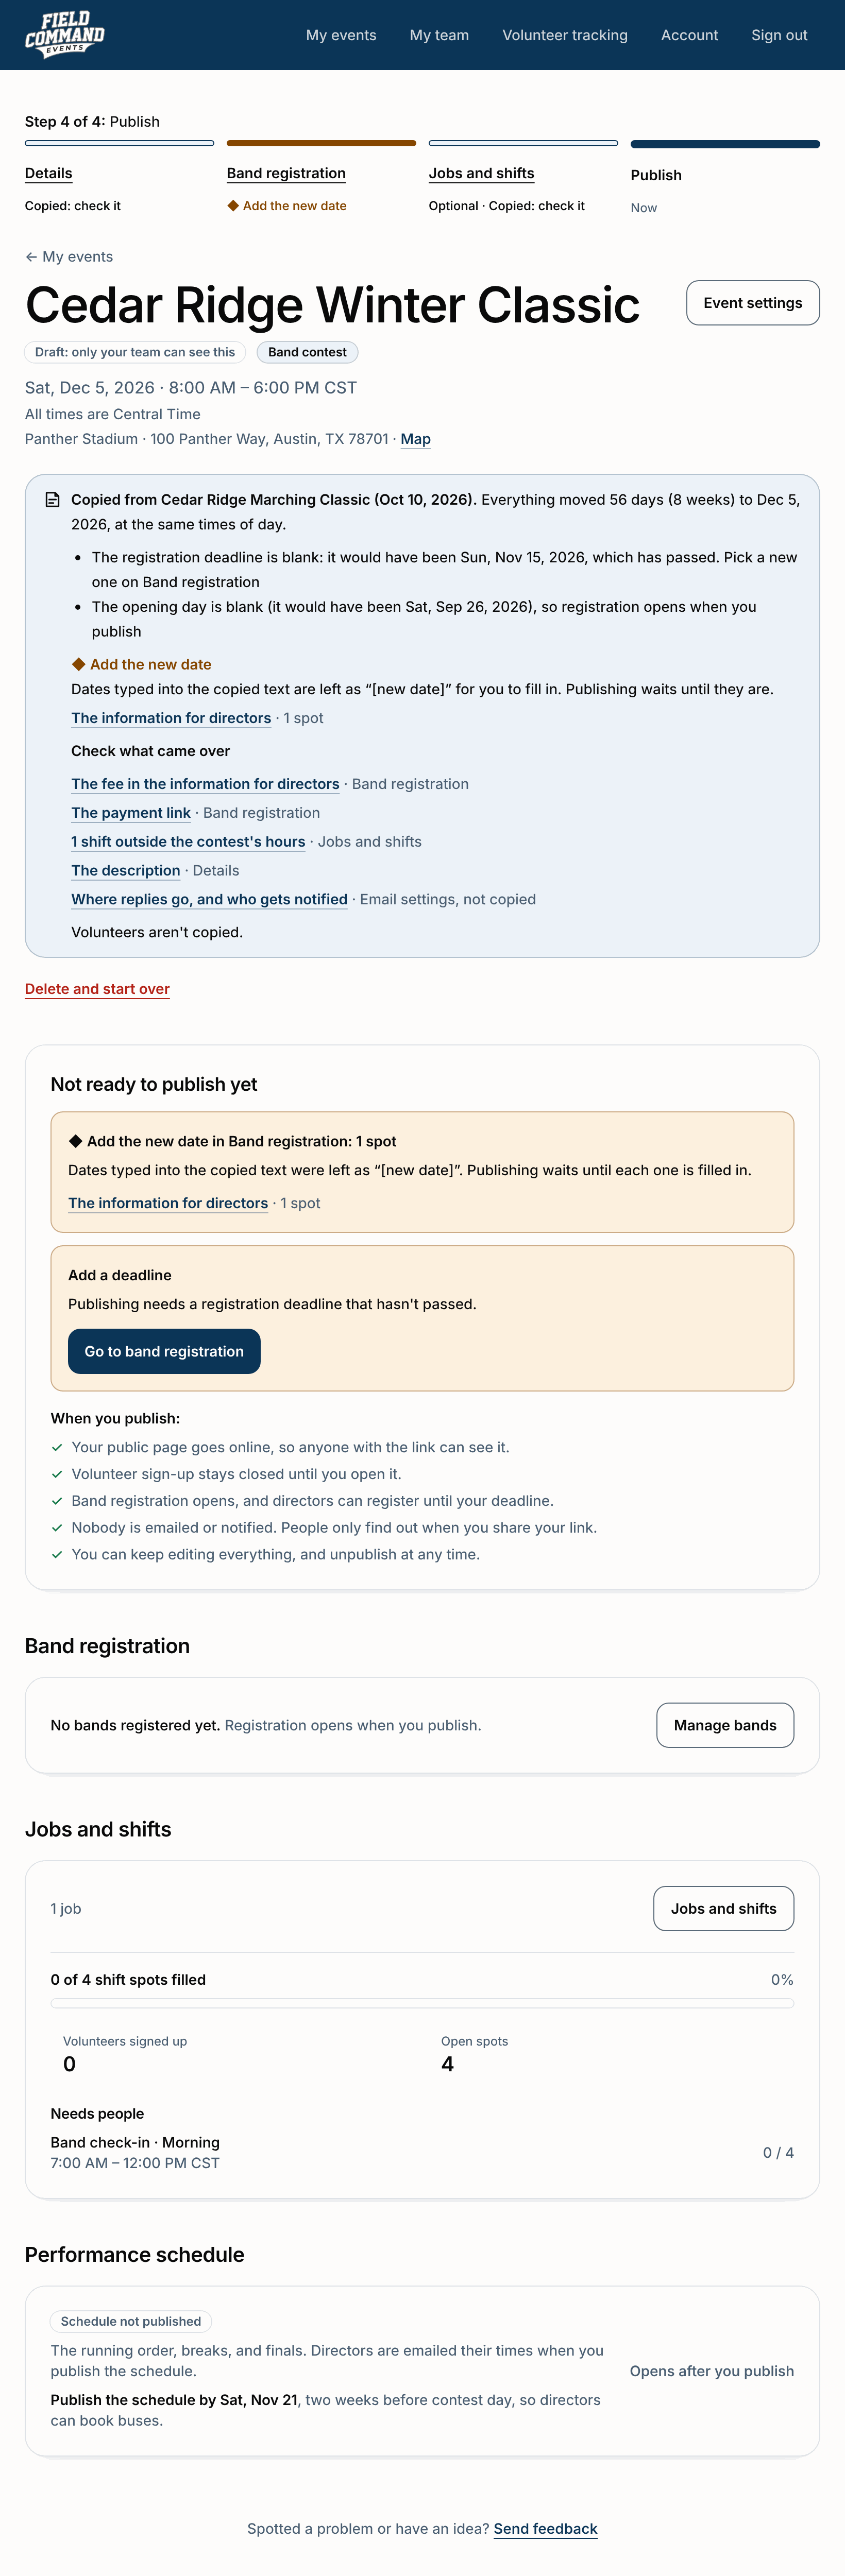 FIELD
COMMAND
EVENTS
My events
My team
Volunteer tracking
Account
Sign out
Step 4 of 4: Publish
Details
Copied: check it
Band registration
◆ Add the new date
Jobs and shifts
Optional · Copied: check it
Publish
Now
← My events
Cedar Ridge Winter Classic
Event settings
Draft: only your team can see this
Band contest
Sat, Dec 5, 2026 · 8:00 AM – 6:00 PM CST
All times are Central Time
Panther Stadium · 100 Panther Way, Austin, TX 78701 · Map
Copied from Cedar Ridge Marching Classic (Oct 10, 2026). Everything moved 56 days (8 weeks) to Dec 5,
2026, at the same times of day.
• The registration deadline is blank: it would have been Sun, Nov 15, 2026, which has passed. Pick a new
one on Band registration
• The opening day is blank (it would have been Sat, Sep 26, 2026), so registration opens when you
publish
◆ Add the new date
Dates typed into the copied text are left as “[new date]” for you to fill in. Publishing waits until they are.
The information for directors · 1 spot
Check what came over
The fee in the information for directors · Band registration
The payment link · Band registration
1 shift outside the contest's hours · Jobs and shifts
The description · Details
Where replies go, and who gets notified · Email settings, not copied
Volunteers aren't copied.
Delete and start over
Not ready to publish yet
◆ Add the new date in Band registration: 1 spot
Dates typed into the copied text were left as “[new date]”. Publishing waits until each one is filled in.
The information for directors · 1 spot
Add a deadline
Publishing needs a registration deadline that hasn't passed.
Go to band registration
When you publish:
✓ Your public page goes online, so anyone with the link can see it.
✓ Volunteer sign-up stays closed until you open it.
✓ Band registration opens, and directors can register until your deadline.
✓ Nobody is emailed or notified. People only find out when you share your link.
✓ You can keep editing everything, and unpublish at any time.
Band registration
No bands registered yet. Registration opens when you publish.
Manage bands
Jobs and shifts
1 job
Jobs and shifts
0 of 4 shift spots filled
0%
Volunteers signed up
0
Open spots
4
Needs people
Band check-in · Morning
7:00 AM – 12:00 PM CST
0 / 4
Performance schedule
Schedule not published
The running order, breaks, and finals. Directors are emailed their times when you
publish the schedule.
Publish the schedule by Sat, Nov 21, two weeks before contest day, so directors
can book buses.
Opens after you publish
Spotted a problem or have an idea? Send feedback